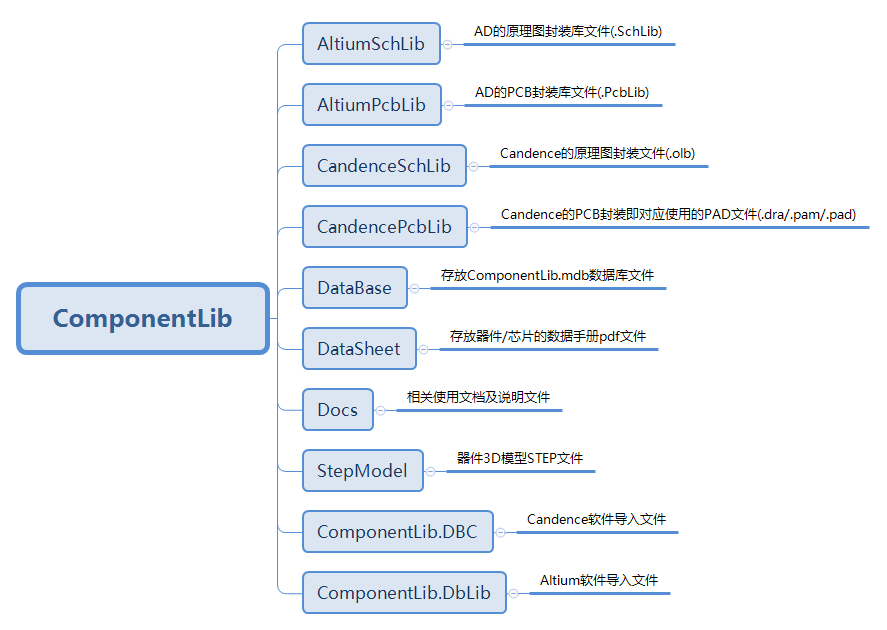 AltiumSchLib
AD的原理图封装库文件(.SchLib)
AltiumPcbLib
AD的PCB封装库文件(.PcbLib)
CandenceSchLib
Candence的原理图封装文件(.olb)
CandencePcbLib
Candence的PCB封装即对应使用的PAD文件(.dra/.pam/.pad)
ComponentLib
DataBase
存放ComponentLib.mdb数据库文件
DataSheet
存放器件/芯片的数据手册pdf文件
Docs
相关使用文档及说明文件
StepModel
器件3D模型STEP文件
ComponentLib.DBC
Candence软件导入文件
ComponentLib.DbLib
Altium软件导入文件